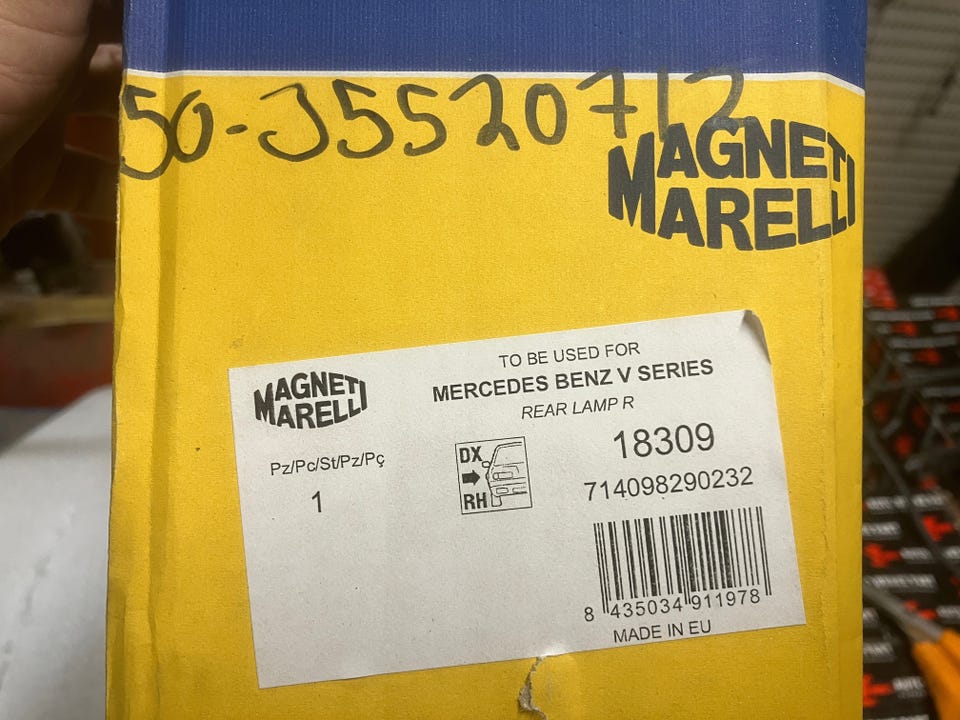 50-35520712
MAGNETI
MARELLI
MAGNETI
MARELLI
TO BE USED FOR
MERCEDES BENZ V SERIES
REAR LAMP R
Pz/Pc/St/Pz/Pç
1
DX
RH
18309
714098290232
8 435034 911978
MADE IN EU